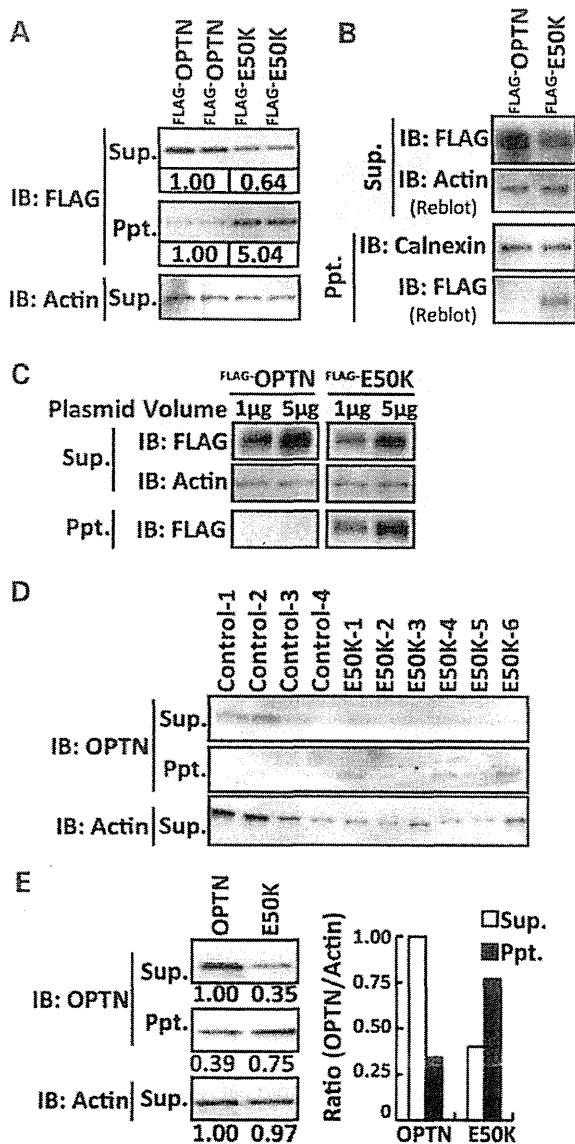 A
FLAG-OPTN
FLAG-OPTN
FLAG-E50K
FLAG-E50K
IB: FLAG
Sup.
1.00 0.64
Ppt.
1.00 5.04
IB: Actin Sup.
B
FLAG-OPTN
FLAG-E50K
Sup.
IB: FLAG
IB: Actin
(Reblot)
Ppt.
IB: Calnexin
IB: FLAG
(Reblot)
C
FLAG-OPTN FLAG-E50K
Plasmid Volume 1µg 5µg 1µg 5µg
Sup.
IB: FLAG
IB: Actin
Ppt. IB: FLAG
D
Control-1
Control-2
Control-3
Control-4
E50K-1
E50K-2
E50K-3
E50K-4
E50K-5
E50K-6
IB: OPTN
Sup.
Ppt.
IB: Actin Sup.
E
OPTN
E50K
IB: OPTN
Sup.
1.00 0.35
Ppt.
0.39 0.75
IB: Actin Sup.
1.00 0.97
Ratio (OPTN/Actin)
1.00
0.75
0.50
0.25
0
Sup.
Ppt.
OPTN E50K